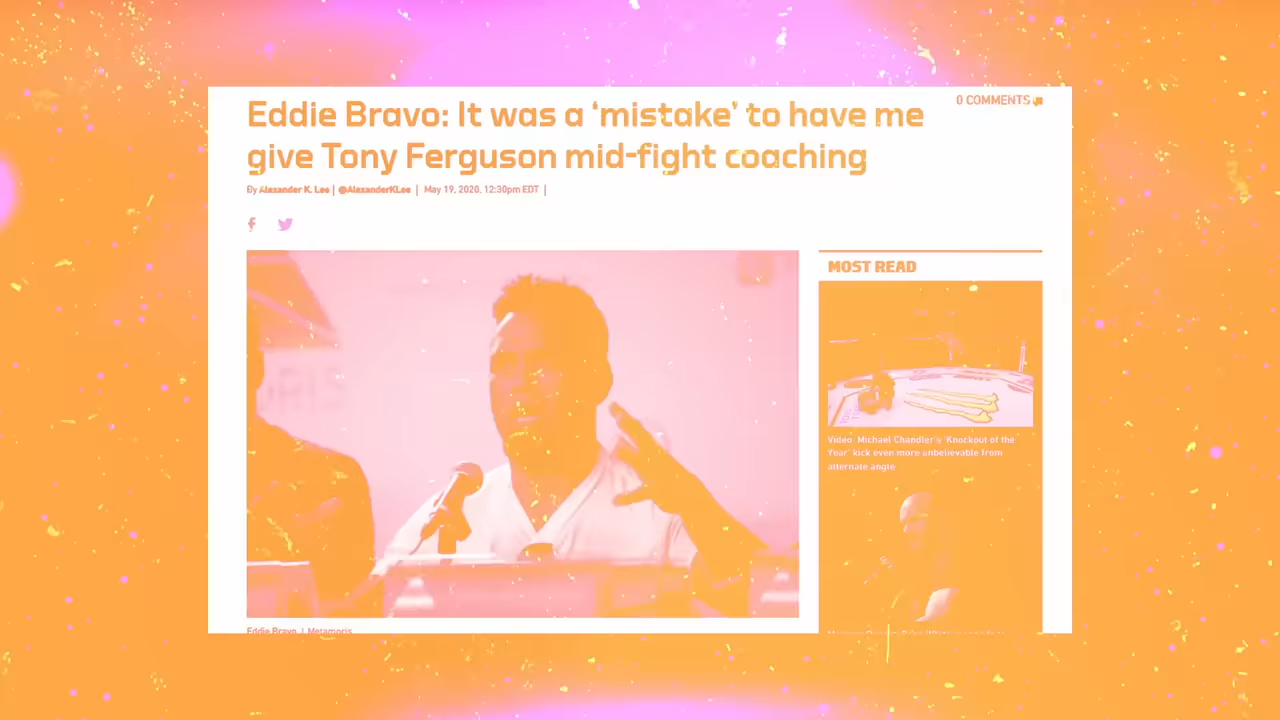 Eddie Bravo: It was a ‘mistake’ to have me
give Tony Ferguson mid-fight coaching
0 COMMENTS
By Alexander K. Lee | @AlexanderKLee | May 19, 2020, 12:30pm EDT |
MOST READ
Video: Michael Chandler’s ‘Knockout of the
Year’ kick even more unbelievable from
alternate angle
Eddie Bravo | Metamoris